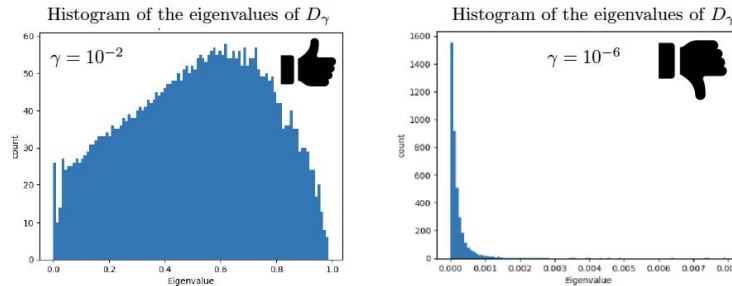 Histogram of the eigenvalues of Dγ
γ = 10⁻²
count
60
50
40
30
20
10
0
0.0 0.2 0.4 0.6 0.8 1.0
Eigenvalue
Histogram of the eigenvalues of Dγ
γ = 10⁻⁶
count
1600
1400
1200
1000
800
600
400
200
0
0.000 0.001 0.002 0.003 0.004 0.005 0.006 0.007
Eigenvalue